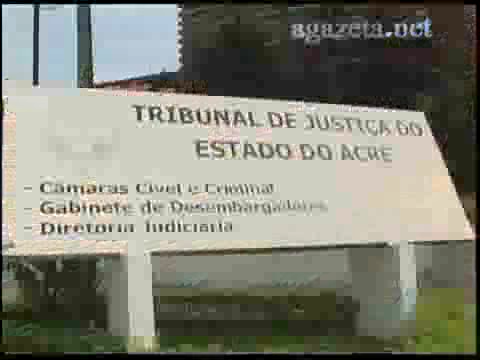 agazeta.net
TRIBUNAL DE JUSTIÇA DO
ESTADO DO ACRE
- Câmaras Cível e Criminal
- Gabinete de Desembargadores
- Diretoria Judiciária